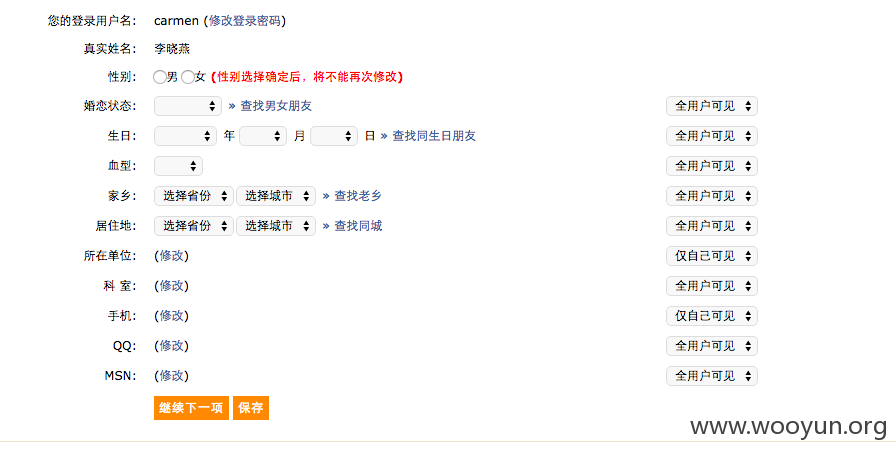 您的登录用户名: carmen (修改登录密码)
真实姓名: 李晓燕
性别: 男 女 (性别选择确定后，将不能再次修改)
婚恋状态: » 查找男女朋友 全用户可见
生日: 年 月 日 » 查找同生日朋友 全用户可见
血型: 全用户可见
家乡: 选择省份 选择城市 » 查找老乡 全用户可见
居住地: 选择省份 选择城市 » 查找同城 全用户可见
所在单位: (修改) 仅自己可见
科 室: (修改) 全用户可见
手机: (修改) 仅自己可见
QQ: (修改) 全用户可见
MSN: (修改) 全用户可见
继续下一项 保存
www.wooyun.org